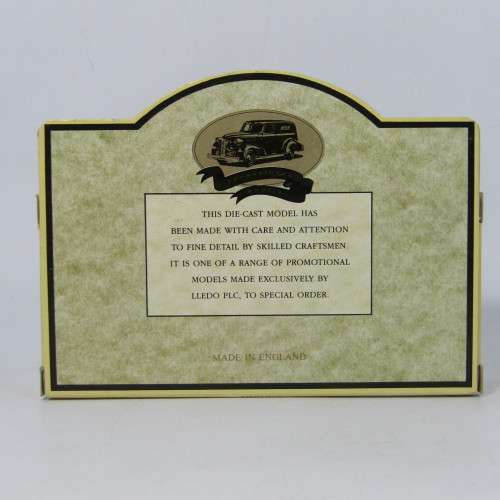 THIS DIE-CAST MODEL HAS
BEEN MADE WITH CARE AND ATTENTION
TO FINE DETAIL BY SKILLED CRAFTSMEN.
IT IS ONE OF A RANGE OF PROMOTIONAL
MODELS MADE EXCLUSIVELY BY
LLEDO PLC, TO SPECIAL ORDER.
MADE IN ENGLAND